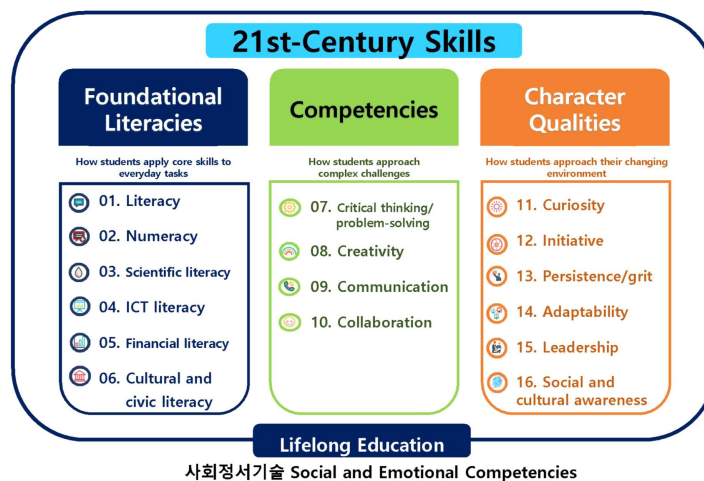 21st-Century Skills
Foundational
Literacies
How students apply core skills to
everyday tasks
01. Literacy
02. Numeracy
03. Scientific literacy
04. ICT literacy
05. Financial literacy
06. Cultural and
civic literacy
Competencies
How students approach
complex challenges
07. Critical thinking/
problem-solving
08. Creativity
09. Communication
10. Collaboration
Character
Qualities
How students approach their changing
environment
11. Curiosity
12. Initiative
13. Persistence/grit
14. Adaptability
15. Leadership
16. Social and
cultural awareness
Lifelong Education
사회정서기술 Social and Emotional Competencies